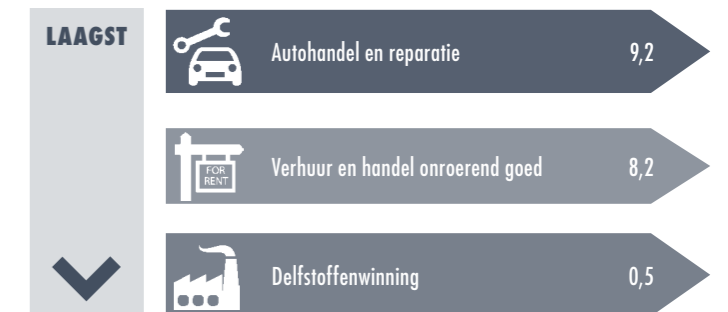 LAAGST
Autohandel en reparatie 9,2
FOR
RENT
Verhuur en handel onroerend goed 8,2
Delfstoffenwinning 0,5